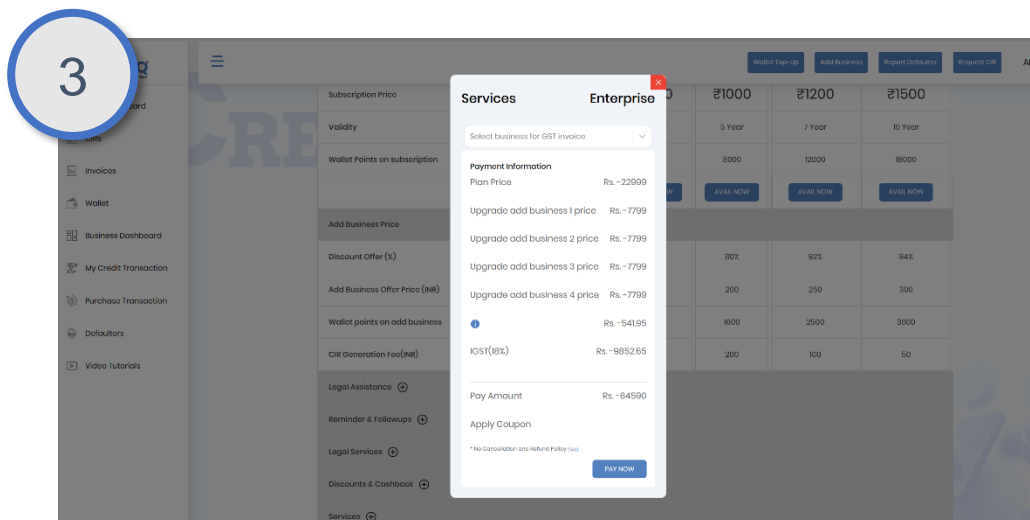 3
Wallet Top-Up Add Business Report Defaulter Request CIR
Subscription Price ₹1000 ₹1200 ₹1500
Validity 5 Year 7 Year 10 Year
CIRs
Wallet Points on subscription 8000 12000 18000
Invoices
AVAIL NOW AVAIL NOW AVAIL NOW
Wallet
Add Business Price
Business Dashboard
Discount Offer (%) 80% 92% 94%
My Credit Transaction
Add Business Offer Price (INR) 200 250 300
Purchase Transaction
Wallet points on add business 1600 2500 3600
Defaulters
CIR Generation Fee(INR) 200 100 50
Video Tutorials
Legal Assistance
Reminder & Followups
Legal Services
Discounts & Cashback
Services
Services Enterprise
Select business for GST invoice
Payment Information
Plan Price Rs. -22999
Upgrade add business 1 price Rs. -7799
Upgrade add business 2 price Rs. -7799
Upgrade add business 3 price Rs. -7799
Upgrade add business 4 price Rs. -7799
Rs. -541.95
IGST(18%) Rs. -9852.65
Pay Amount Rs. -64590
Apply Coupon
* No Cancellation and Refund Policy
PAY NOW